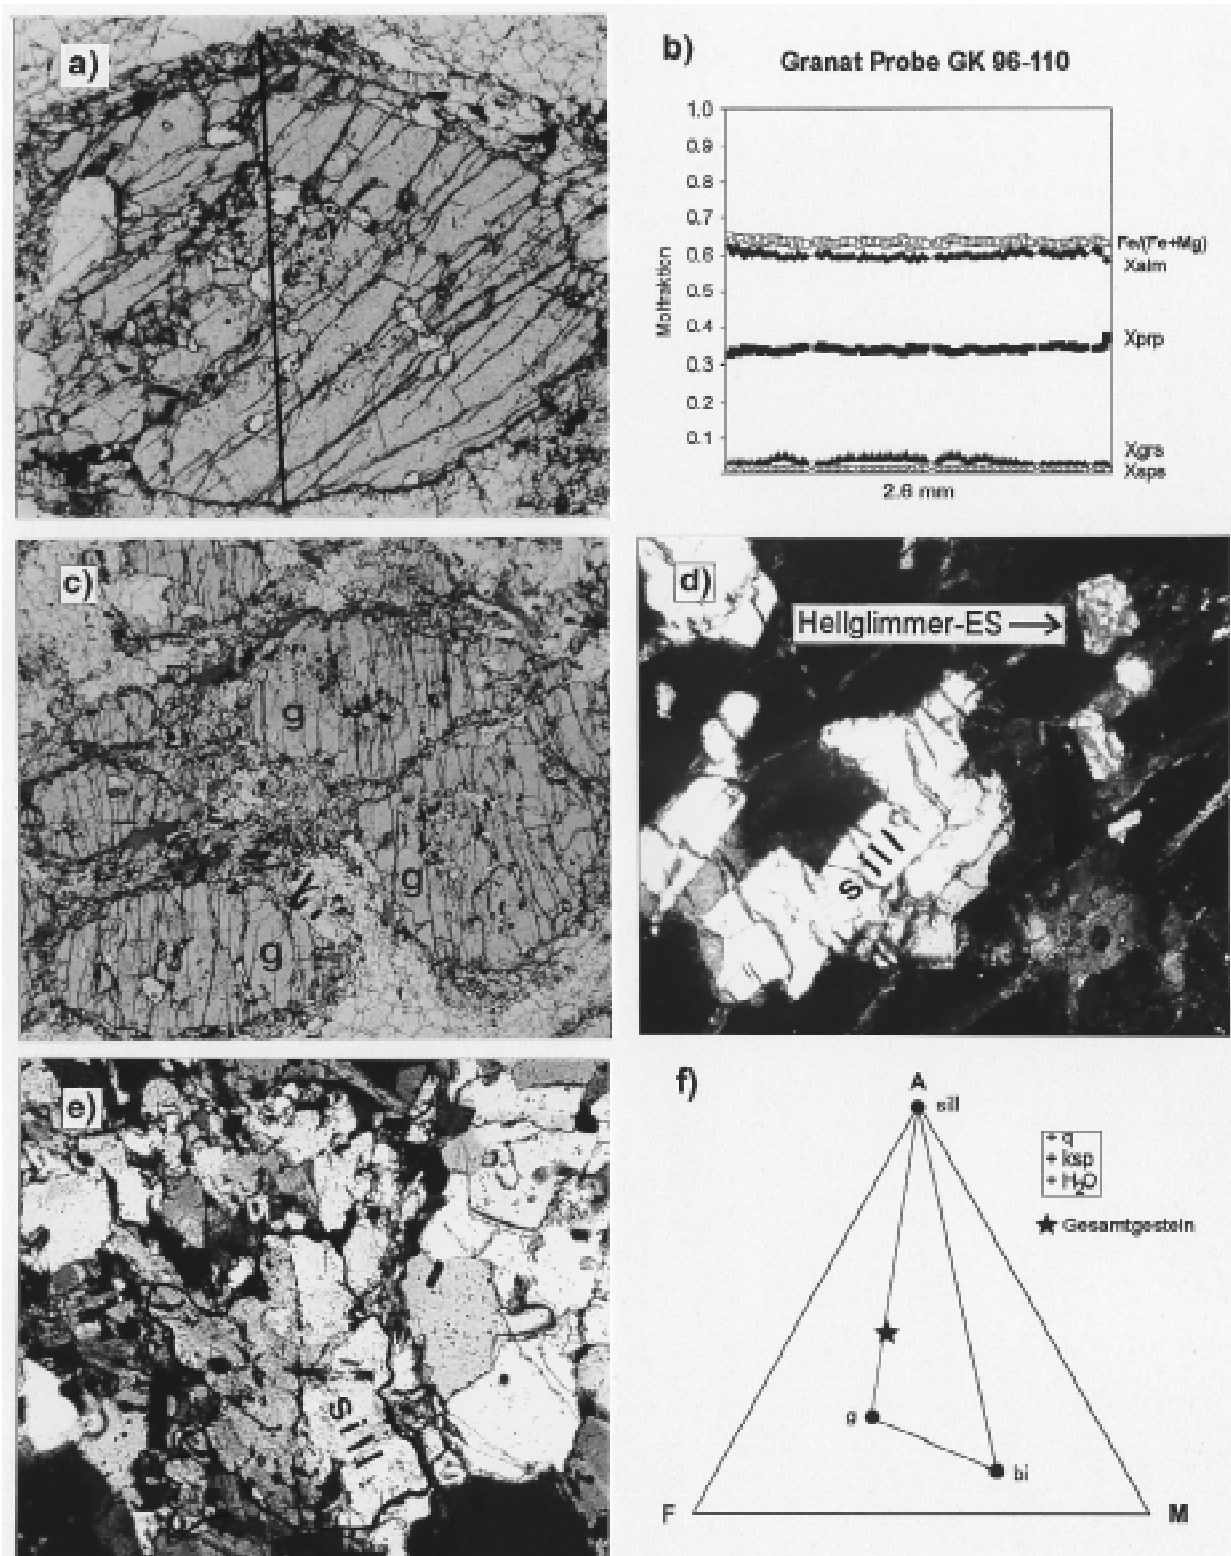 a)
b)
Granat Probe GK 96-110
1.0
0.9
0.8
0.7
0.6
0.5
0.4
0.3
0.2
0.1
Molfraktion
Fe/(Fe+Mg)
Xalm
Xprp
Xgrs
Xsps
2.6 mm
c)
g
g
g
d)
Hellglimmer-ES
sill
e)
sill
f)
A
sill
+ q
+ ksp
+ H₂O
Gesamtgestein
g
bi
F
M